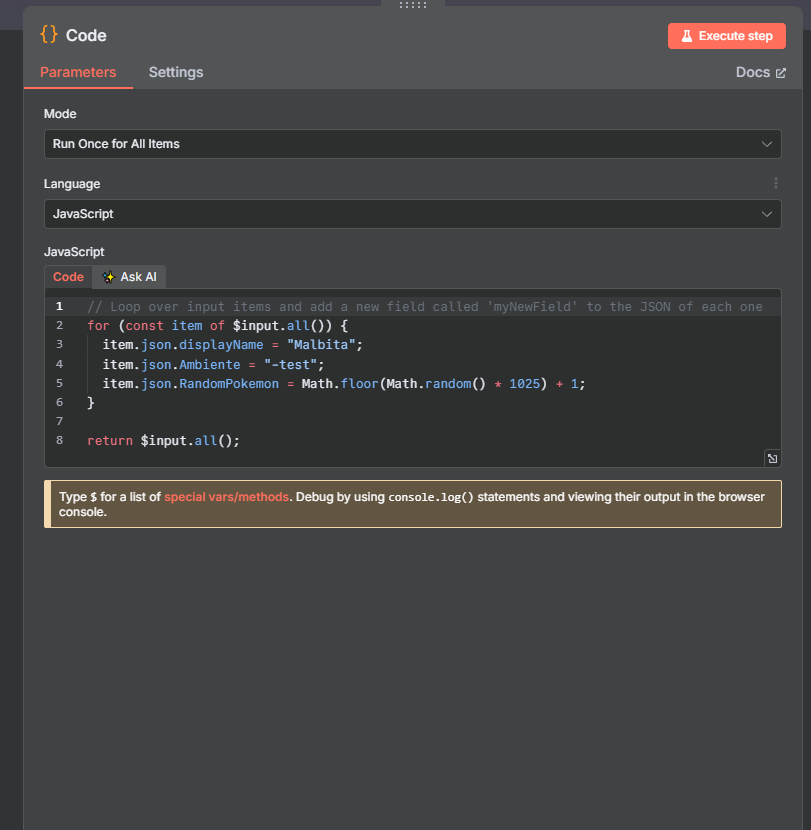 {} Code
Execute step
Parameters Settings Docs
Mode
Run Once for All Items
Language
JavaScript
JavaScript
Code ✨ Ask AI
1 // Loop over input items and add a new field called 'myNewField' to the JSON of each one
2 for (const item of $input.all()) {
3 item.json.displayName = "Malbita";
4 item.json.Ambiente = "-test";
5 item.json.RandomPokemon = Math.floor(Math.random() * 1025) + 1;
6 }
7
8 return $input.all();
Type $ for a list of special vars/methods. Debug by using console.log() statements and viewing their output in the browser
console.